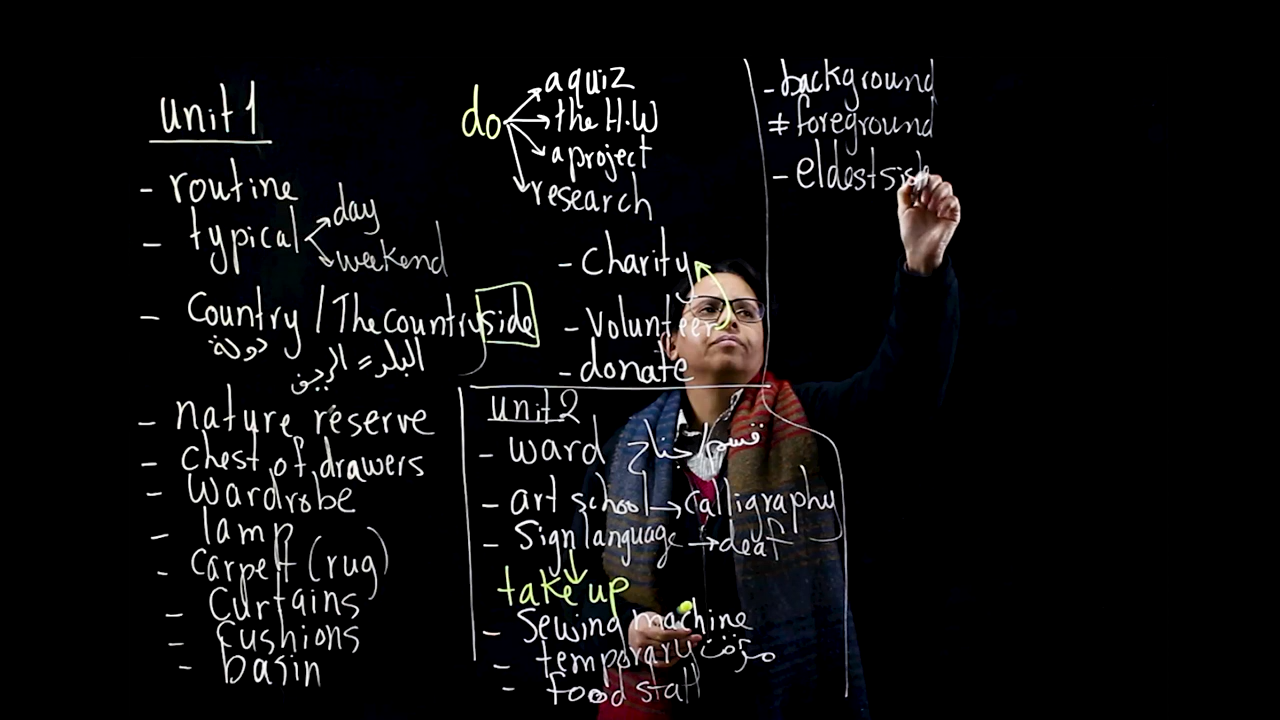 unit 1
- routine
- typical
day
weekend
- Country / The Countryside
دولة
البلد = الريف
- nature reserve
- chest of drawers
- wardrobe
- lamp
- carpet (rug)
- Curtains
- Cushions
- basin
do
a quiz
the H.W
a project
research
- charity
- Volunteer
- donate
unit 2
- ward قسم / جناح
- art school → Calligraphy
- Sign language → deaf
take up
- Sewing machine
- temporary مؤقت
- food stall
- background
≠ foreground
- eldest